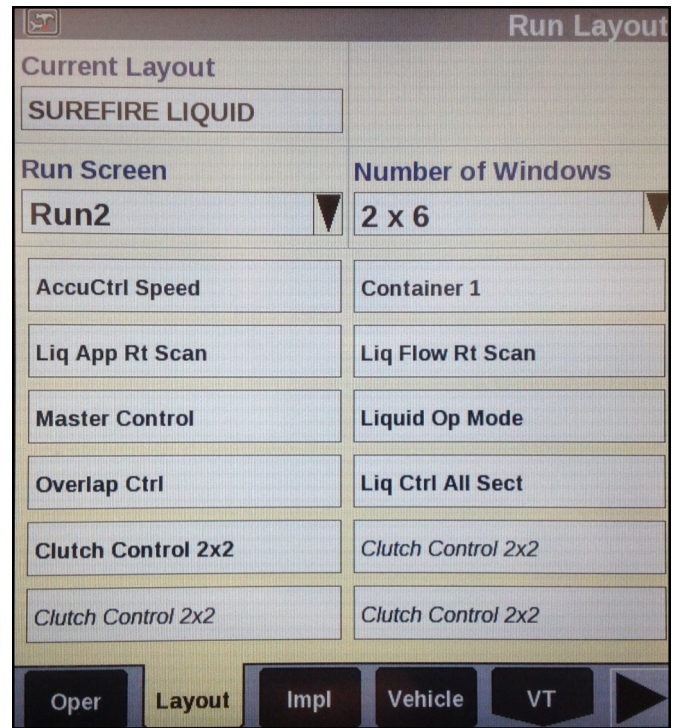 Run Layout
Current Layout
SUREFIRE LIQUID
Run Screen
Number of Windows
Run2
2 x 6
AccuCtrl Speed
Container 1
Liq App Rt Scan
Liq Flow Rt Scan
Master Control
Liquid Op Mode
Overlap Ctrl
Liq Ctrl All Sect
Clutch Control 2x2
Clutch Control 2x2
Clutch Control 2x2
Clutch Control 2x2
Oper
Layout
Impl
Vehicle
VT